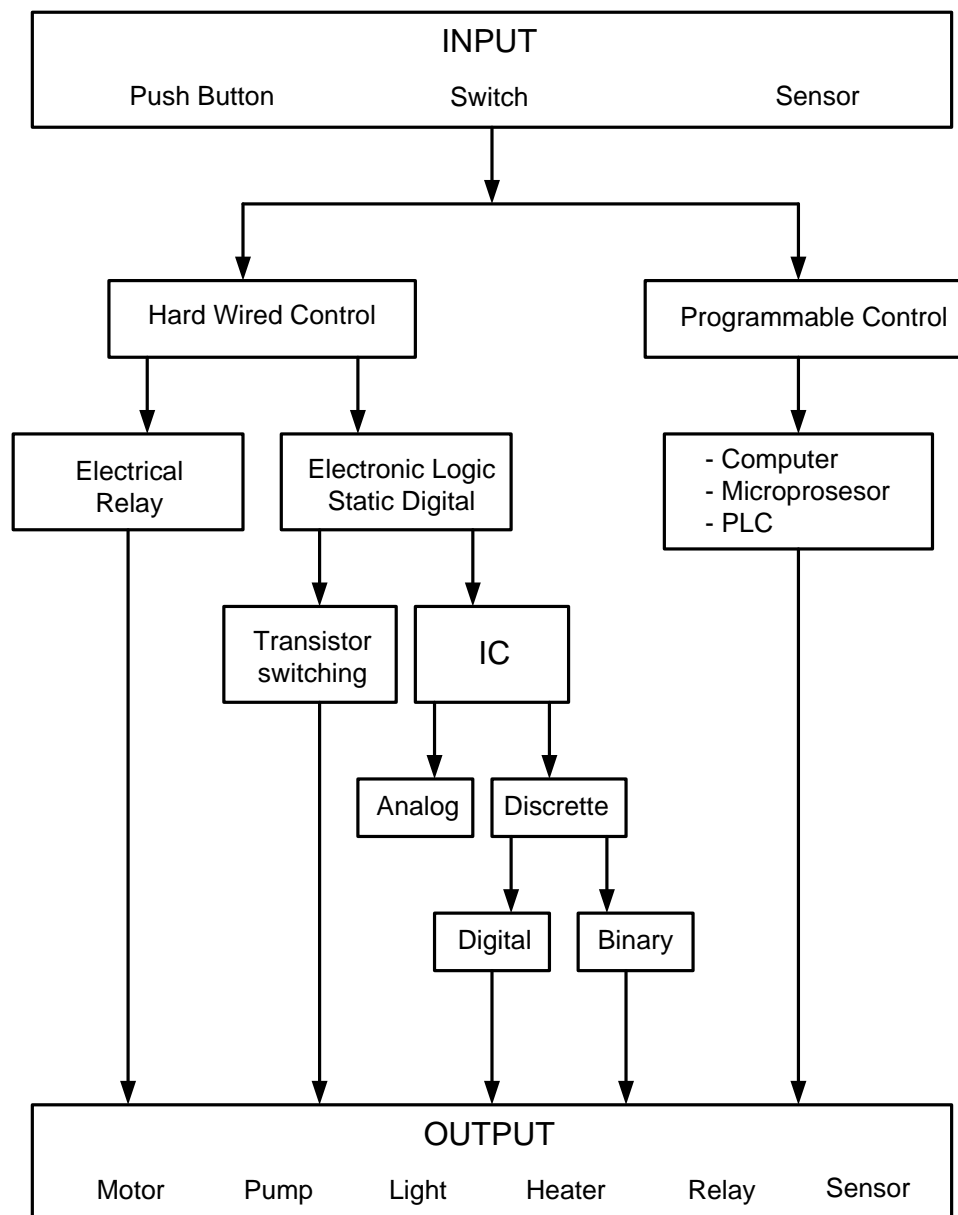 INPUT
Push Button Switch Sensor
Hard Wired Control
Programmable Control
Electrical
Relay
Electronic Logic
Static Digital
- Computer
- Microprosesor
- PLC
Transistor
switching
IC
Analog
Discrette
Digital
Binary
OUTPUT
Motor Pump Light Heater Relay Sensor